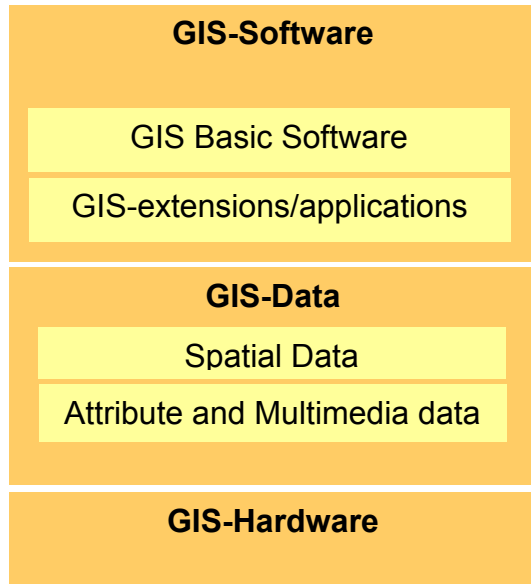 GIS-Software
GIS Basic Software
GIS-extensions/applications
GIS-Data
Spatial Data
Attribute and Multimedia data
GIS-Hardware